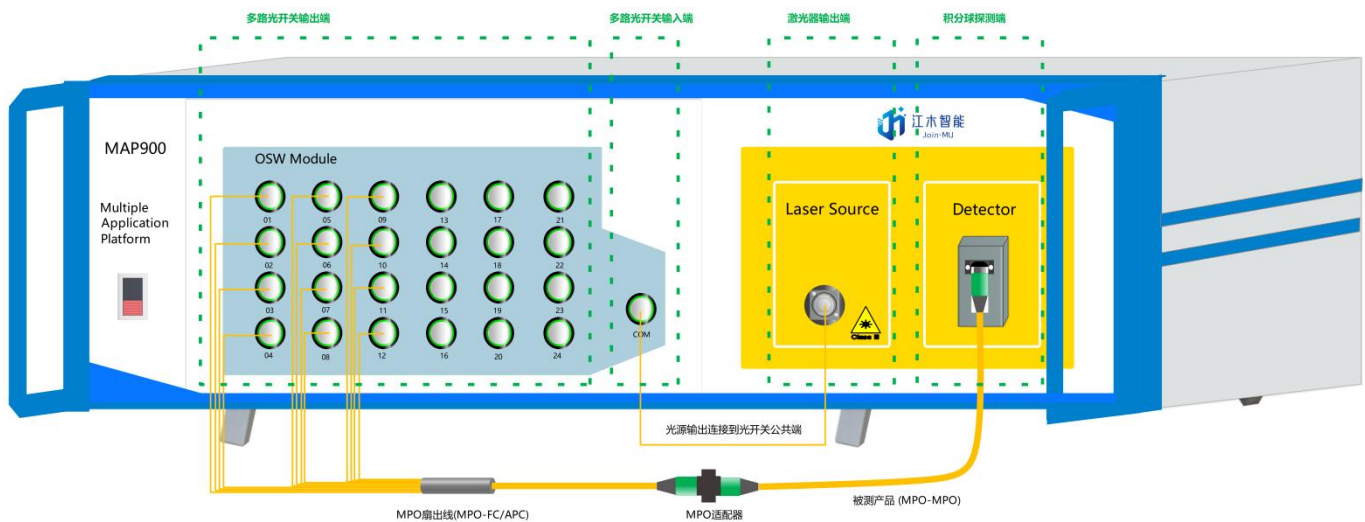 多路光开关输出端
多路光开关输入端
激光器输出端
积分球探测端
江木智能
Join-MU
MAP900
OSW Module
Multiple
Application
Platform
Laser Source
Detector
01
05
09
13
17
21
02
06
10
14
18
22
03
07
11
15
19
23
04
08
12
16
20
24
COM
Class III
光源输出连接到光开关公共端
MPO扇出线(MPO-FC/APC)
MPO适配器
被测产品 (MPO-MPO)